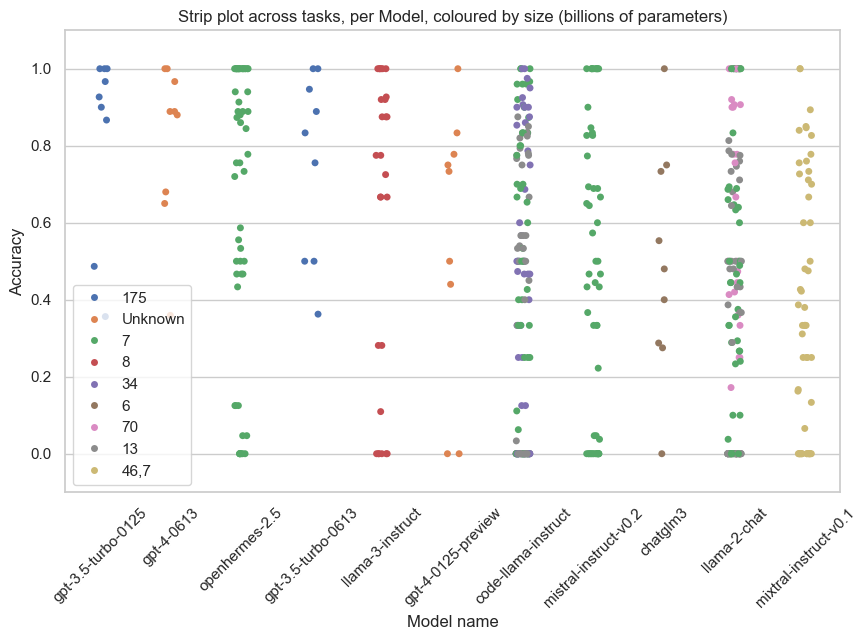 Strip plot across tasks, per Model, coloured by size (billions of parameters)
Accuracy
1.0
0.8
0.6
0.4
0.2
0.0
175
Unknown
7
8
34
6
70
13
46,7
gpt-3.5-turbo-0125
gpt-4-0613
openhermes-2.5
gpt-3.5-turbo-0613
llama-3-instruct
gpt-4-0125-preview
code-llama-instruct
mistral-instruct-v0.2
chatglm3
llama-2-chat
mixtral-instruct-v0.1
Model name